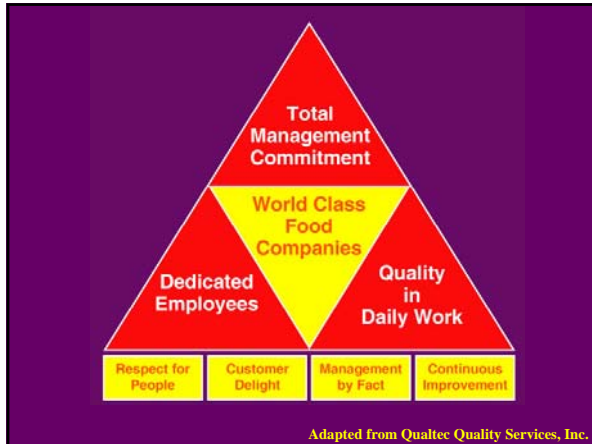 Total
Management
Commitment
World Class
Food
Companies
Dedicated
Employees
Quality
in
Daily Work
Respect for
People
Customer
Delight
Management
by Fact
Continuous
Improvement
Adapted from Qualtec Quality Services, Inc.